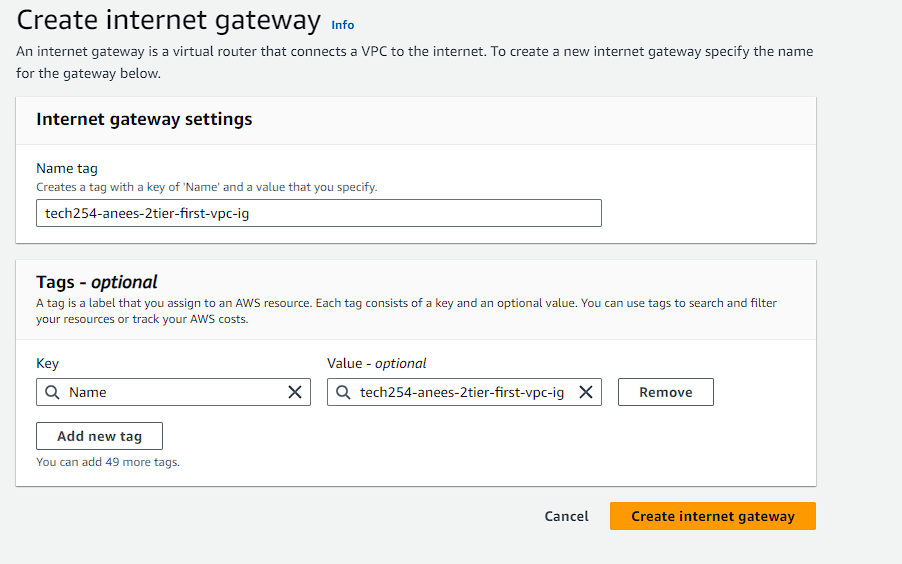 Create internet gateway Info
An internet gateway is a virtual router that connects a VPC to the internet. To create a new internet gateway specify the name
for the gateway below.
Internet gateway settings
Name tag
Creates a tag with a key of 'Name' and a value that you specify.
tech254-anees-2tier-first-vpc-ig
Tags - optional
A tag is a label that you assign to an AWS resource. Each tag consists of a key and an optional value. You can use tags to search and filter
your resources or track your AWS costs.
Key Value - optional
Name tech254-anees-2tier-first-vpc-ig Remove
Add new tag
You can add 49 more tags.
Cancel Create internet gateway